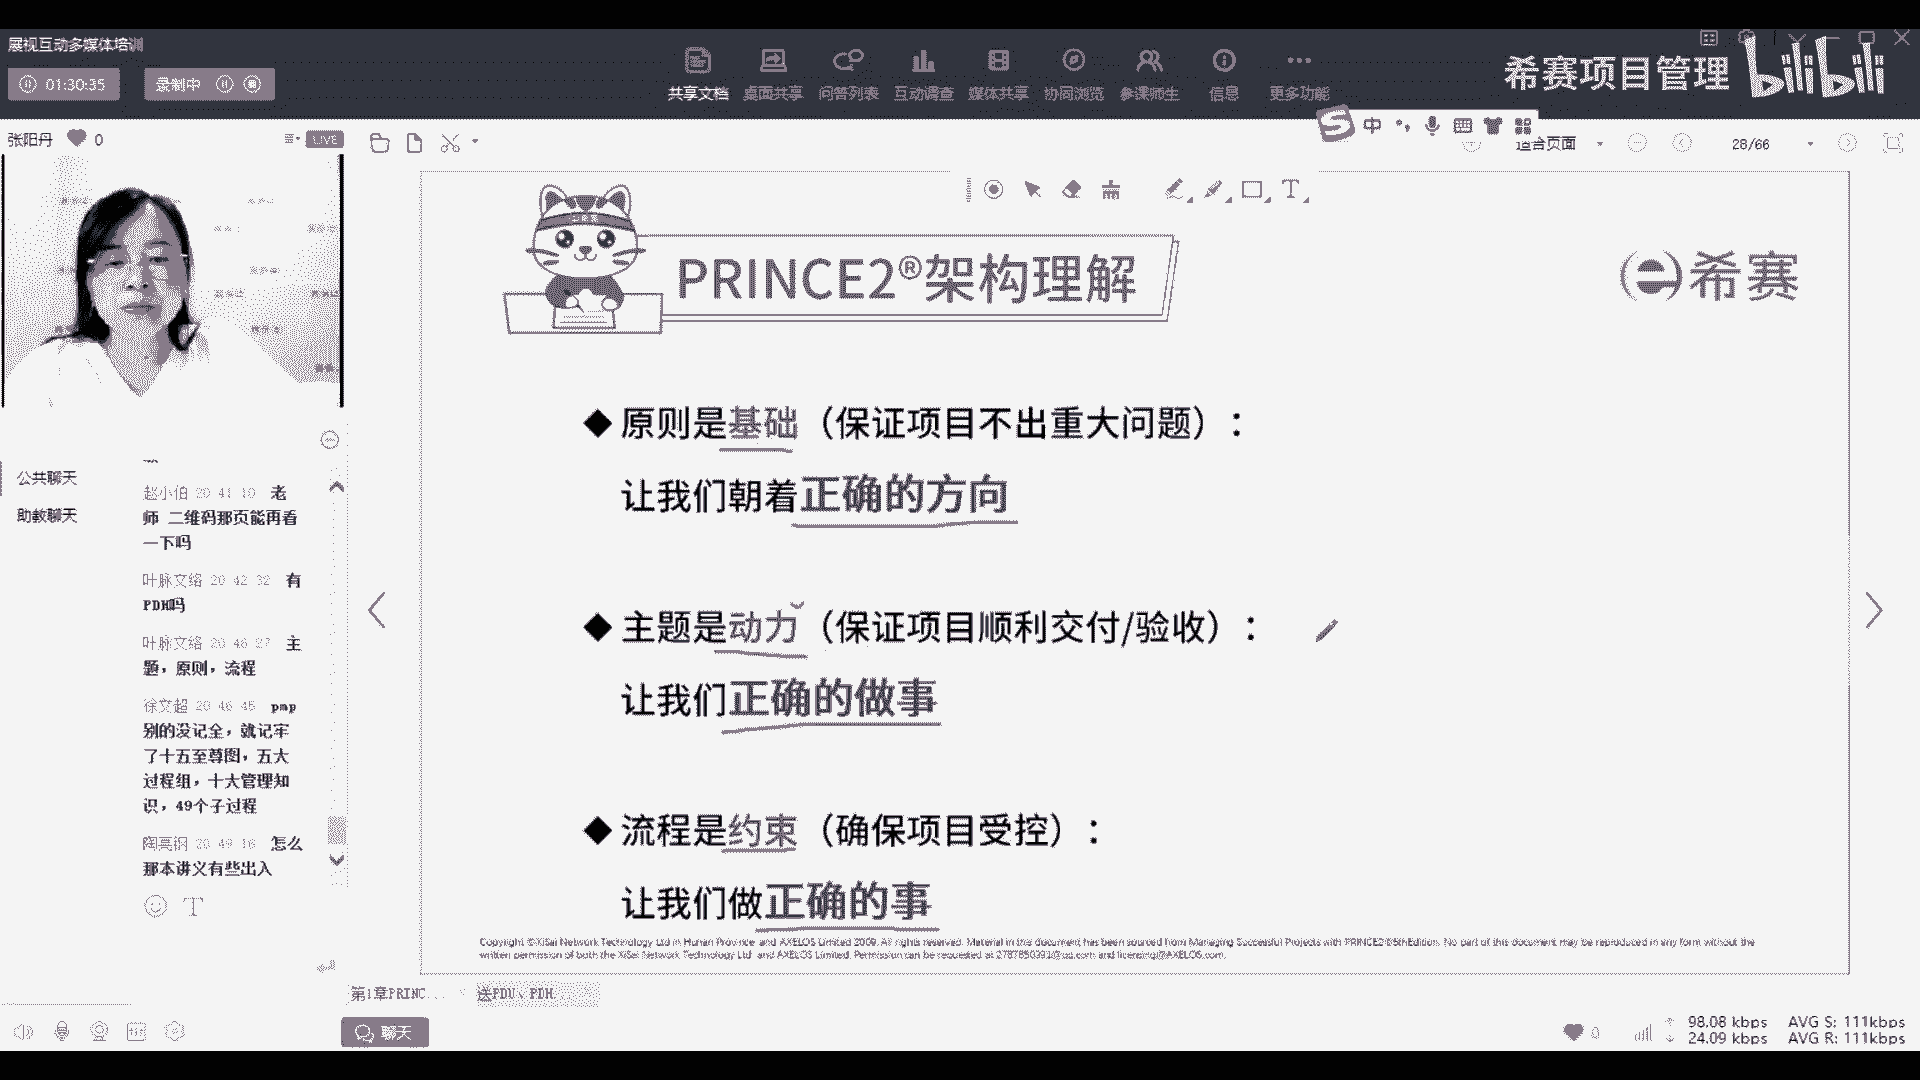 展视互动多媒体培训
01:30:35
录制中
共享文档
桌面共享
问答列表
互动调查
媒体共享
协同浏览
参课师生
信息
更多功能
希赛项目管理
bilibili
张阳丹
0
LIVE
中
适合页面
28/66
公共聊天
助教聊天
赵小伯 20 41 10 老
师 二维码那页能再看
一下吗
叶脉文络 20 42 32 有
PDH吗
叶脉文络 20 46 27 主
题，原则，流程
徐文超 20 46 45 pmp
别的没记全，就记牢
了十五至尊图，五大
过程组，十大管理知
识，49个子过程
20 49 16 怎么
那本讲义有些出入
PRINCE2®架构理解
希赛
◆原则是基础（保证项目不出重大问题）：
让我们朝着正确的方向
◆主题是动力（保证项目顺利交付/验收）：
让我们正确的做事
◆流程是约束（确保项目受控）：
让我们做正确的事
Copyright ©XiSai Network Technology Ltd in Hunan Province and AXELOS Limited 2009. All rights reserved. Material in this document has been sourced from Managing Successful Projects with PRINCE2® 5th Edition. No part of this document may be reproduced in any form without the
written permission of both the XiSai Network Technology Ltd and AXELOS Limited. Permission can be requested at
and licensing@AXELOS.com.
第1章PRINC...
送PDU、PDH...
聊天
0
98.08 kbps
AVG S: 111kbps
24.09 kbps
AVG R: 111kbps